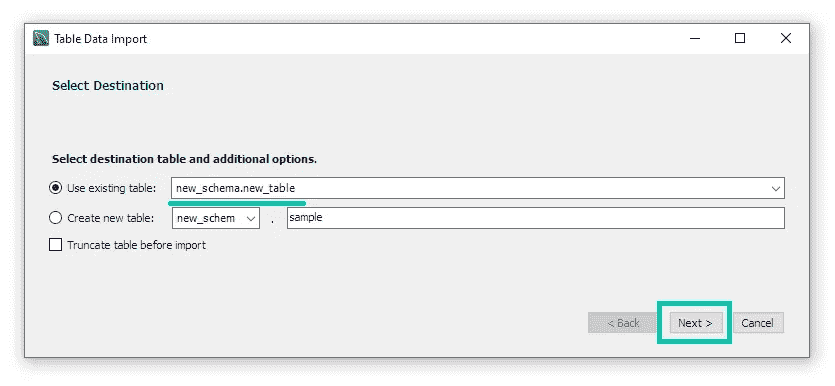 Table Data Import
Select Destination
Select destination table and additional options.
Use existing table: new_schema.new_table
Create new table: new_schem . sample
Truncate table before import
< Back Next > Cancel